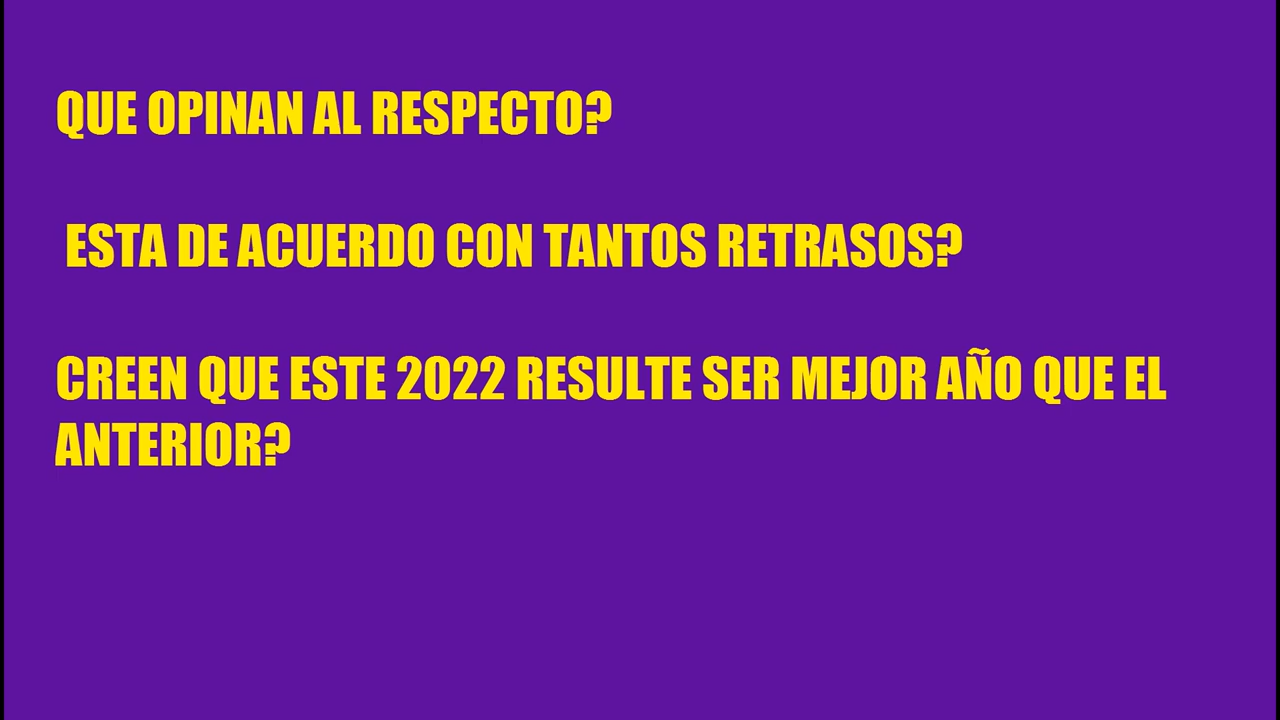 QUE OPINAN AL RESPECTO?
ESTA DE ACUERDO CON TANTOS RETRASOS?
CREEN QUE ESTE 2022 RESULTE SER MEJOR AÑO QUE EL
ANTERIOR?